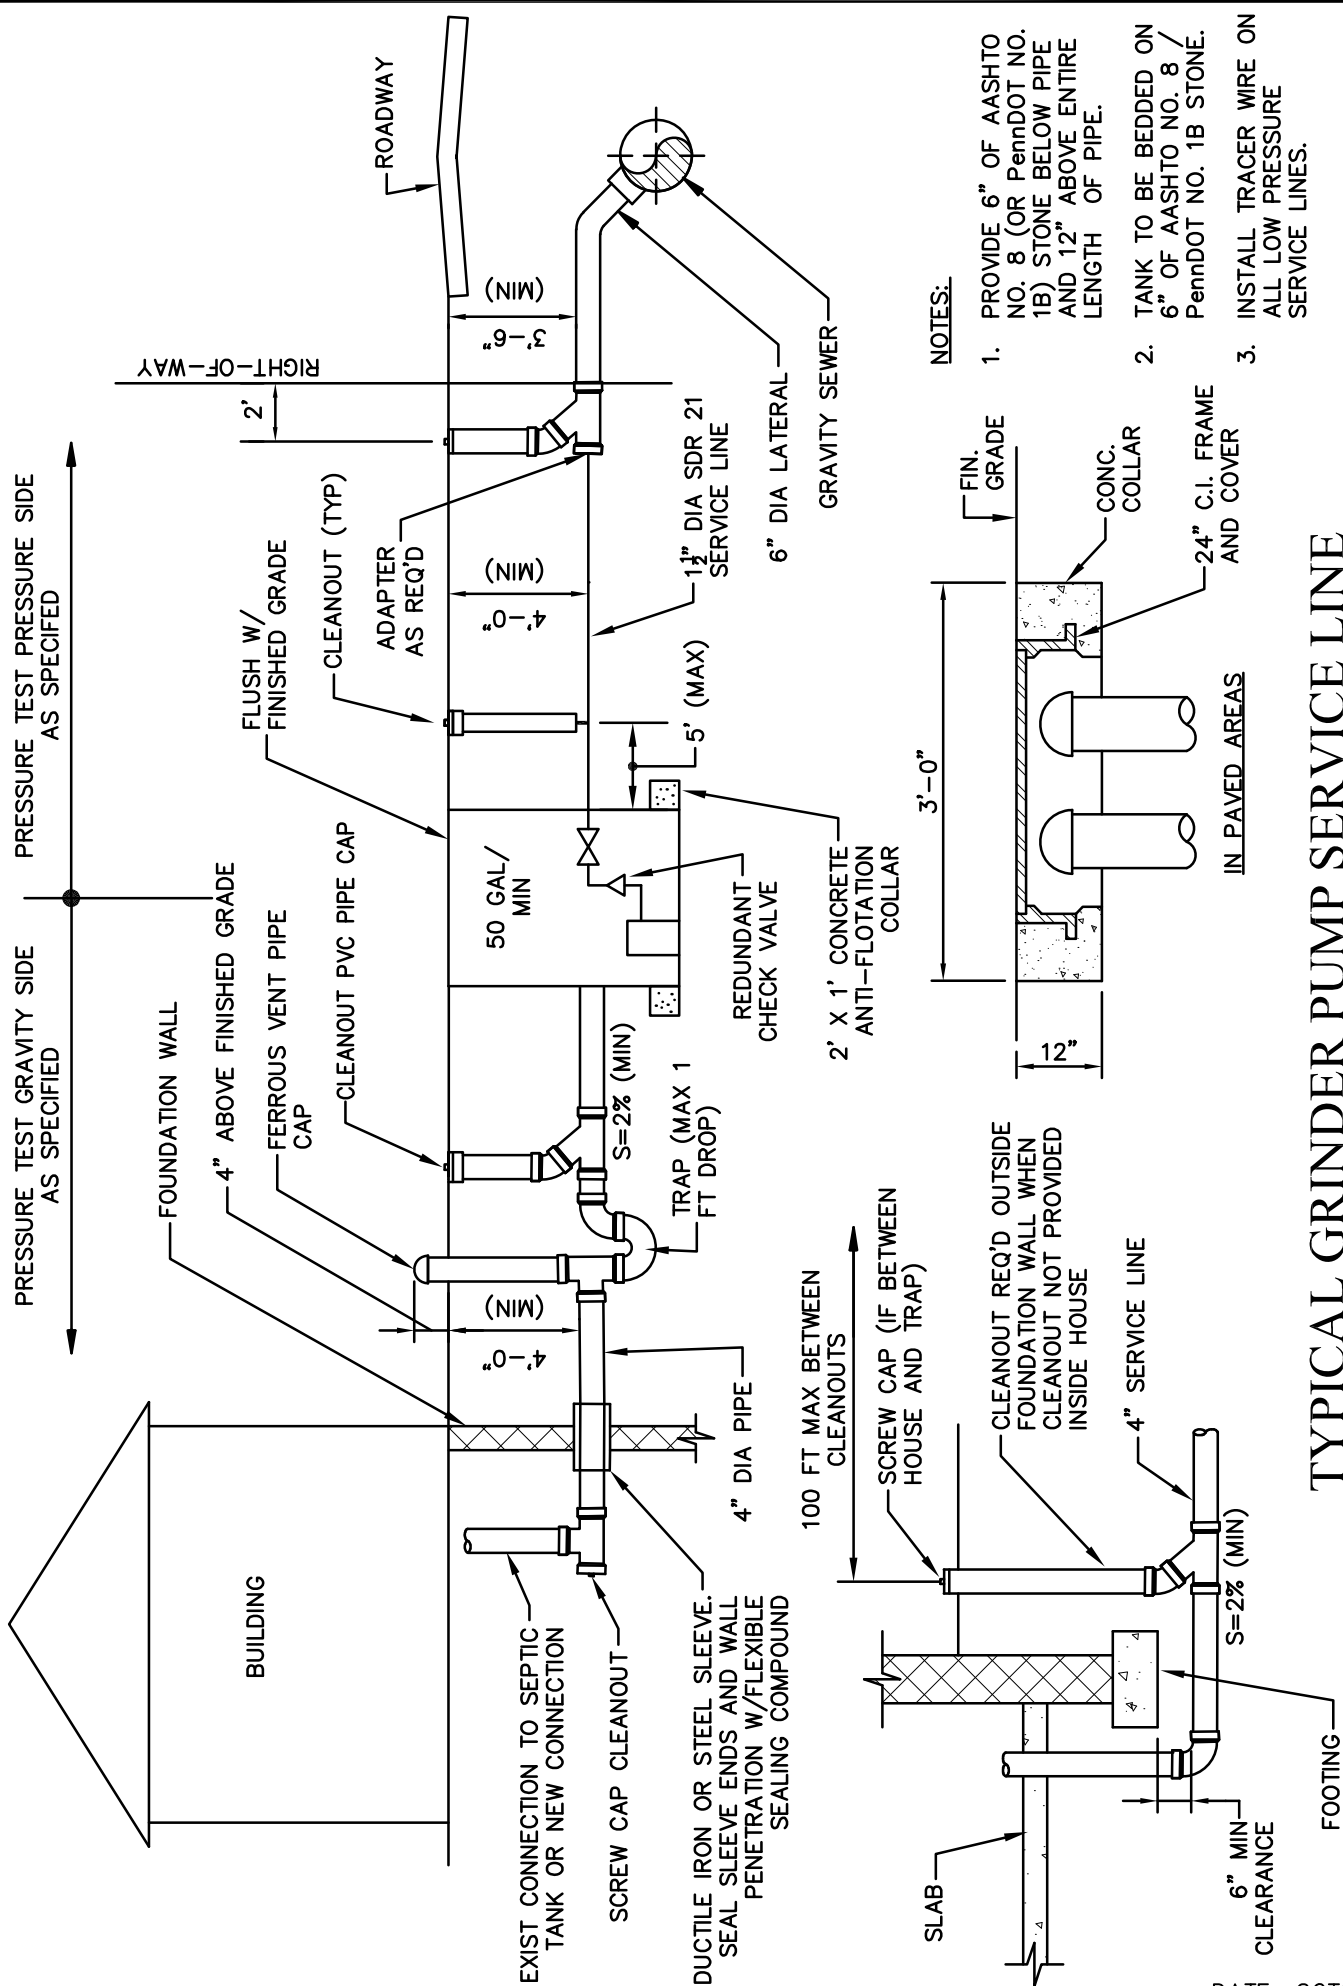 PRESSURE TEST GRAVITY SIDE
AS SPECIFIED
PRESSURE TEST PRESSURE SIDE
AS SPECIFED
FOUNDATION WALL
4" ABOVE FINISHED GRADE
FERROUS VENT PIPE
CAP
CLEANOUT PVC PIPE CAP
FLUSH W/
FINISHED GRADE
CLEANOUT (TYP)
ADAPTER
AS REQ'D
2'
RIGHT-OF-WAY
ROADWAY
BUILDING
4'-0"
(MIN)
50 GAL/
MIN
4'-0"
(MIN)
3'-6"
(MIN)
EXIST CONNECTION TO SEPTIC
TANK OR NEW CONNECTION
SCREW CAP CLEANOUT
DUCTILE IRON OR STEEL SLEEVE.
SEAL SLEEVE ENDS AND WALL
PENETRATION W/FLEXIBLE
SEALING COMPOUND
4" DIA PIPE
TRAP (MAX 1
FT DROP)
S=2% (MIN)
REDUNDANT
CHECK VALVE
2' X 1' CONCRETE
ANTI-FLOTATION
COLLAR
5' (MAX)
1½" DIA SDR 21
SERVICE LINE
6" DIA LATERAL
GRAVITY SEWER
100 FT MAX BETWEEN
CLEANOUTS
SCREW CAP (IF BETWEEN
HOUSE AND TRAP)
CLEANOUT REQ'D OUTSIDE
FOUNDATION WALL WHEN
CLEANOUT NOT PROVIDED
INSIDE HOUSE
4" SERVICE LINE
S=2% (MIN)
SLAB
6" MIN
CLEARANCE
FOOTING
3'-0"
12"
FIN.
GRADE
CONC.
COLLAR
24" C.I. FRAME
AND COVER
IN PAVED AREAS
NOTES:
1. PROVIDE 6" OF AASHTO
NO. 8 (OR PennDOT NO.
1B) STONE BELOW PIPE
AND 12" ABOVE ENTIRE
LENGTH OF PIPE.
2. TANK TO BE BEDDED ON
6" OF AASHTO NO. 8 /
PennDOT NO. 1B STONE.
3. INSTALL TRACER WIRE ON
ALL LOW PRESSURE
SERVICE LINES.
TYPICAL GRINDER PUMP SERVICE LINE